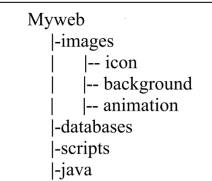 Myweb
|-images
|    |-- icon
|    |-- background
|    |-- animation
|-databases
|-scripts
|-java